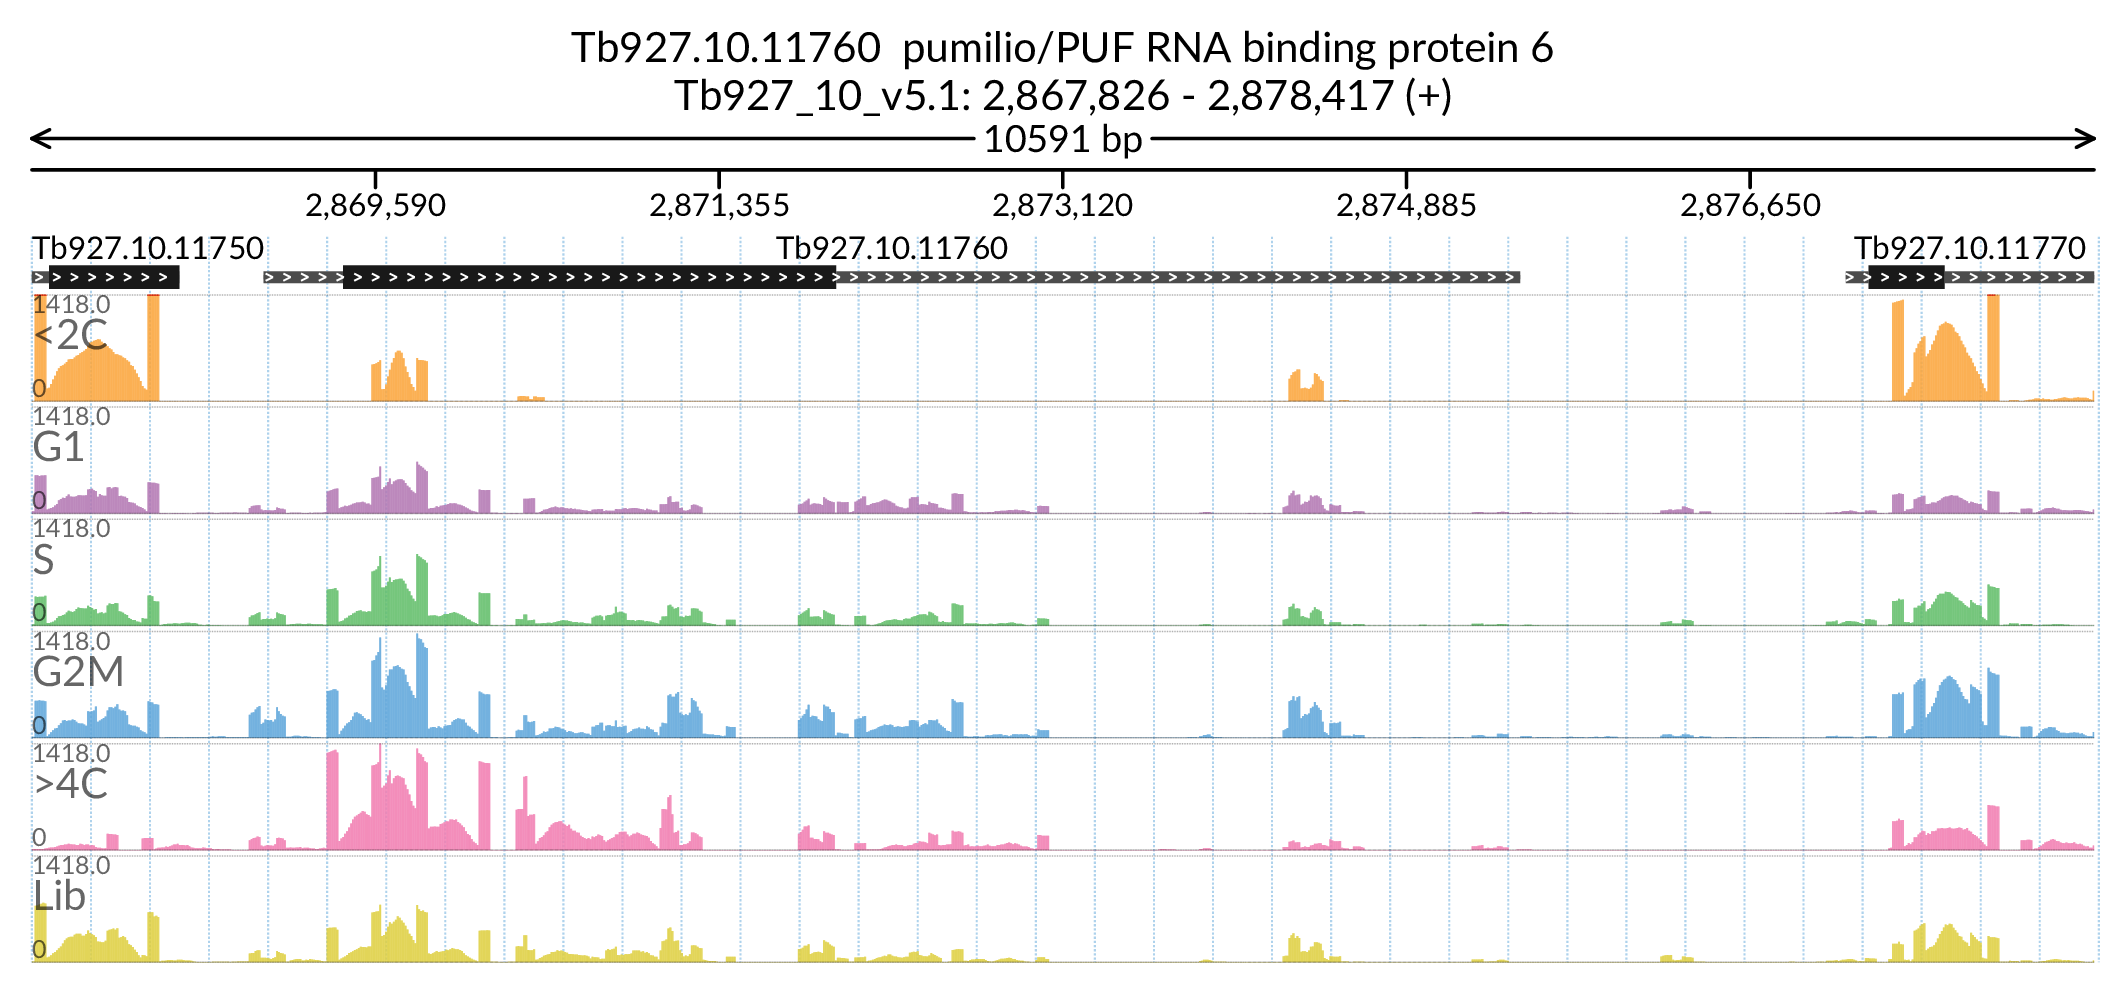 Tb927.10.11760  pumilio/PUF RNA binding protein 6
Tb927_10_v5.1: 2,867,826 - 2,878,417 (+)
10591 bp
2,869,590 2,871,355 2,873,120 2,874,885 2,876,650
Tb927.10.11750 Tb927.10.11760 Tb927.10.11770
1418.0
<2C
0
1418.0
G1
0
1418.0
S
0
1418.0
G2M
0
1418.0
>4C
0
1418.0
Lib
0